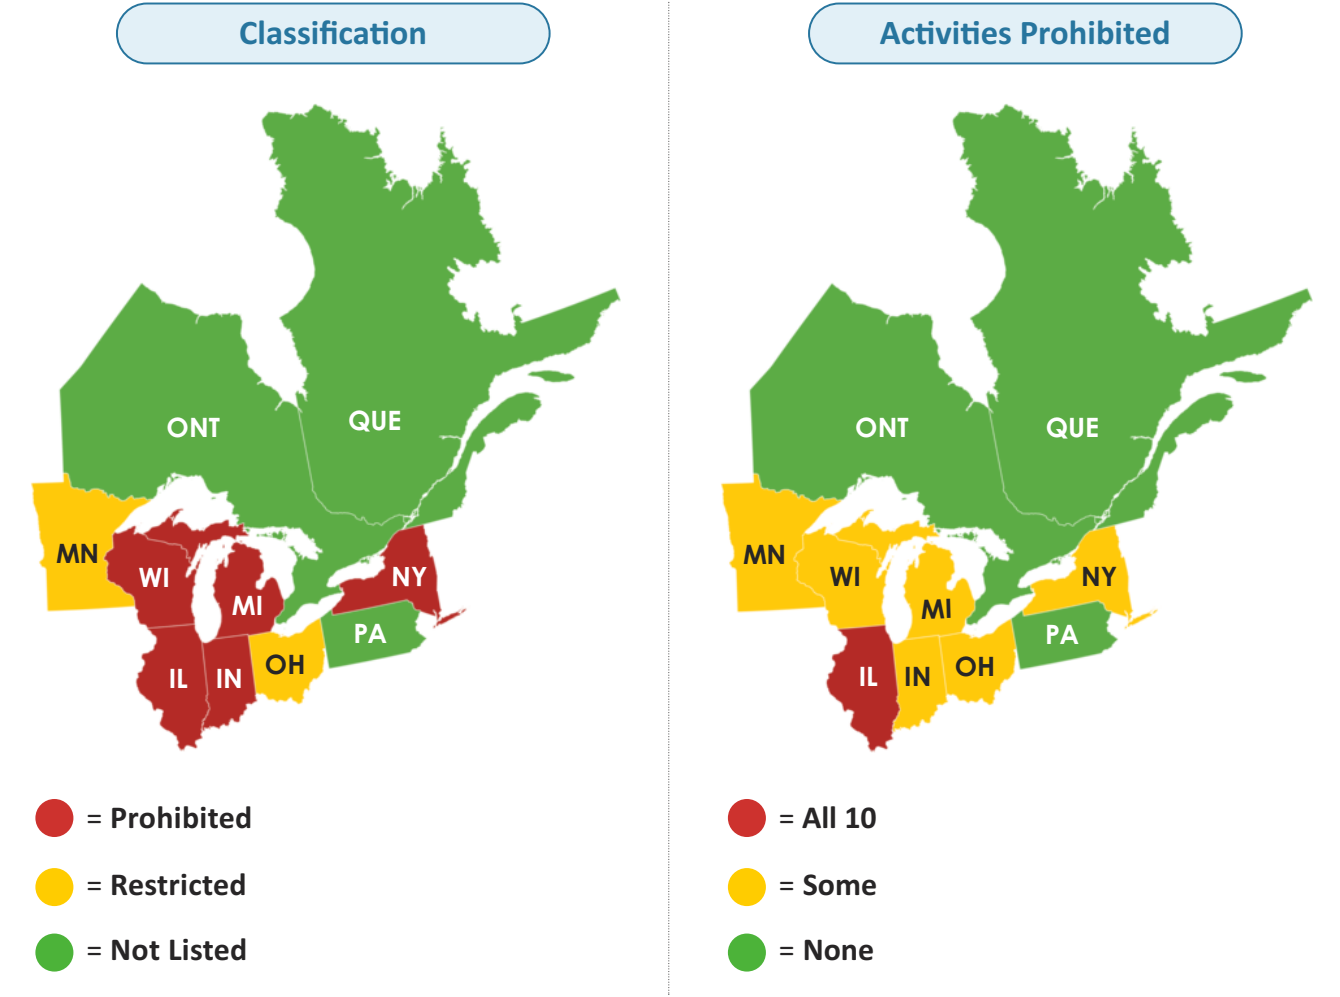 Classification
ONT
QUE
MN
WI
MI
NY
PA
IL
IN
OH
= Prohibited
= Restricted
= Not Listed
Activities Prohibited
ONT
QUE
MN
WI
MI
NY
PA
IL
IN
OH
= All 10
= Some
= None